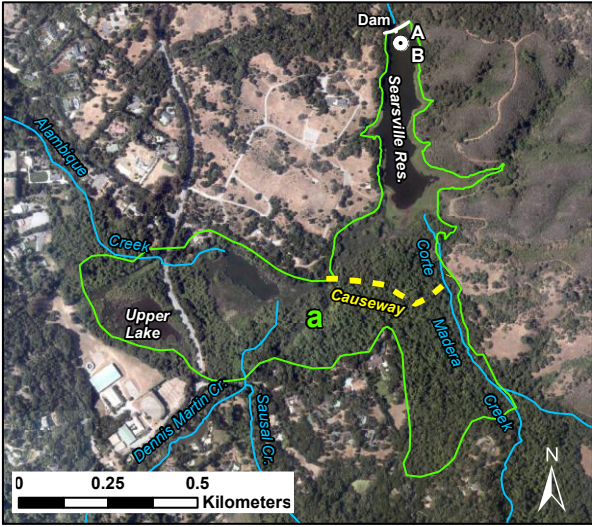 Dam
A
B
Searsville Res.
Alambique
Creek
Corte
Madera
Creek
Causeway
a
Upper
Lake
Dennis Martin Cr.
Sausal Cr.
0 0.25 0.5
Kilometers
N